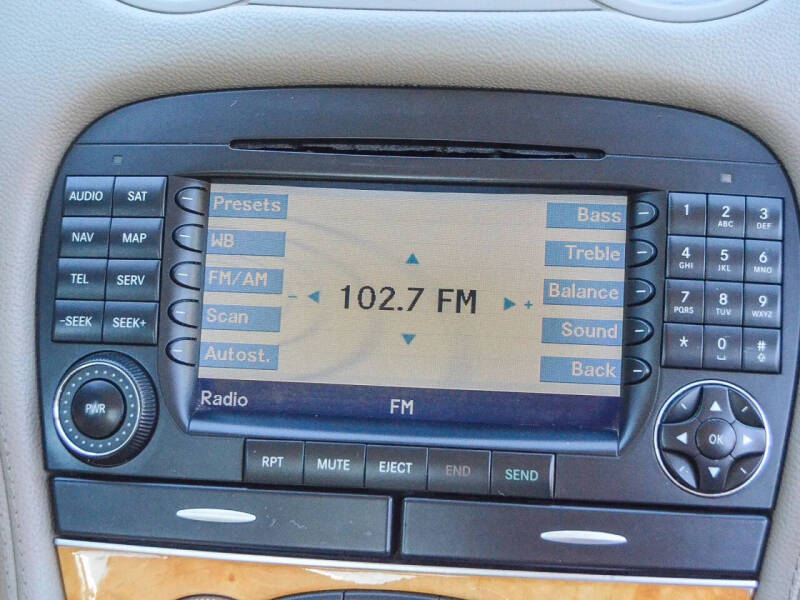 AUDIO SAT
NAV MAP
TEL SERV
-SEEK SEEK+
PWR
Presets
WB
FM/AM
Scan
Autost.
- 102.7 FM +
Bass
Treble
Balance
Sound
Back
Radio FM
1 2 ABC 3 DEF
4 GHI 5 JKL 6 MNO
7 PQRS 8 TUV 9 WXYZ
* 0 #
OK
RPT MUTE EJECT END SEND